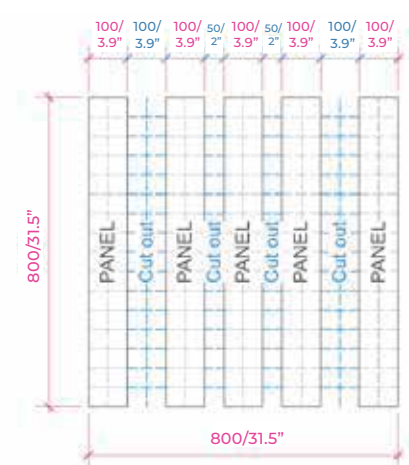 100/ 100/ 100/ 50/ 100/ 50/ 100/ 100/ 100/
3.9” 3.9” 3.9” 2” 3.9” 2” 3.9” 3.9” 3.9”
800/31.5”
PANEL
Cut out
PANEL
Cut out
PANEL
Cut out
PANEL
Cut out
PANEL
800/31.5”